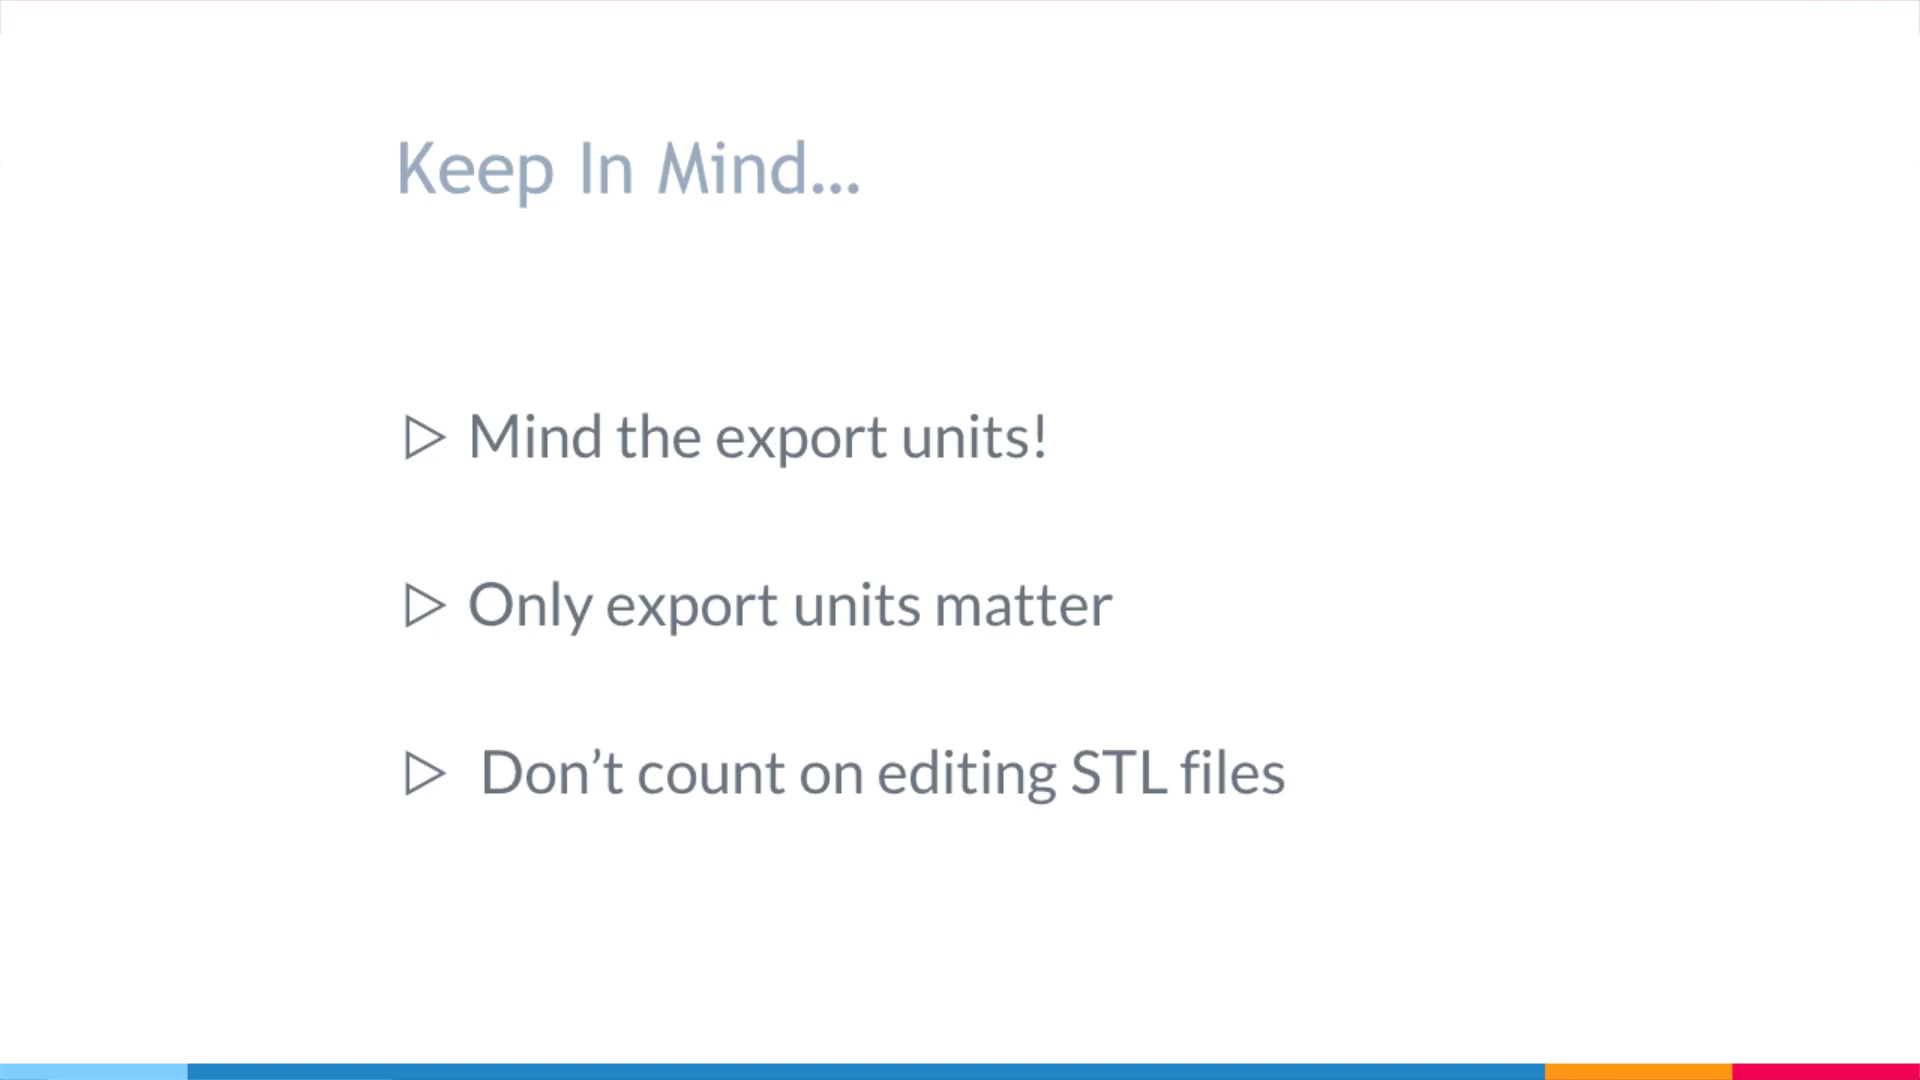 Keep In Mind...
▷ Mind the export units!
▷ Only export units matter
▷ Don’t count on editing STL files